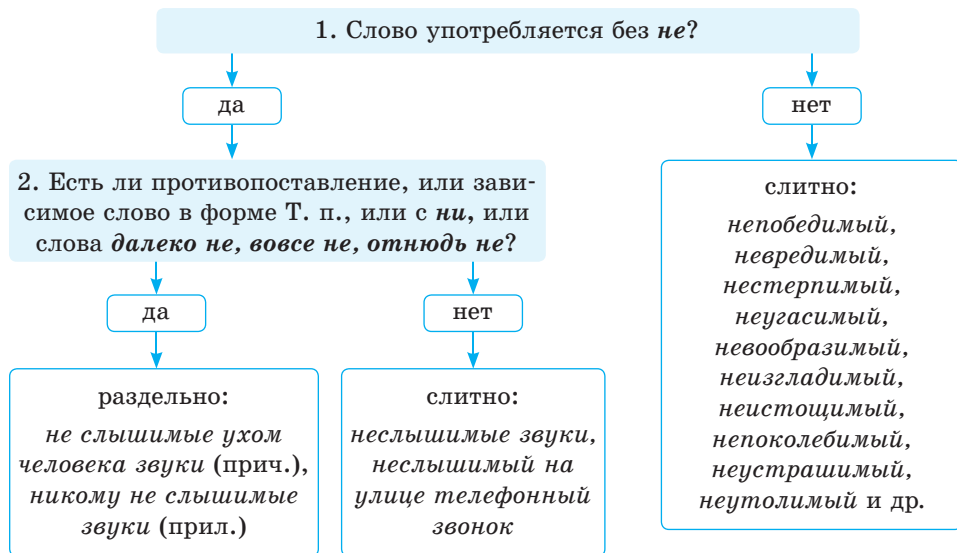 1. Слово употребляется без не?
да
нет
2. Есть ли противопоставление, или зави-
симое слово в форме Т. п., или с ни, или
слова далеко не, вовсе не, отнюдь не?
да
нет
раздельно:
не слышимые ухом
человека звуки (прич.),
никому не слышимые
звуки (прил.)
слитно:
неслышимые звуки,
неслышимый на
улице телефонный
звонок
слитно:
непобедимый,
невредимый,
нестерпимый,
неугасимый,
невообразимый,
неизгладимый,
неистощимый,
непоколебимый,
неустрашимый,
неутолимый и др.